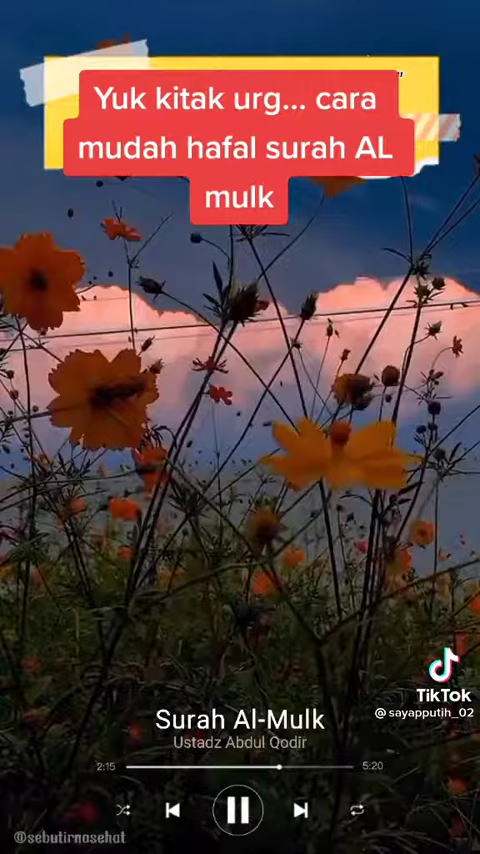 Yuk kitak urg... cara
mudah hafal surah AL
mulk
TikTok
@sayapputih_02
Surah Al-Mulk
Ustadz Abdul Qodir
2:15
5:20
@sebutirnasehat